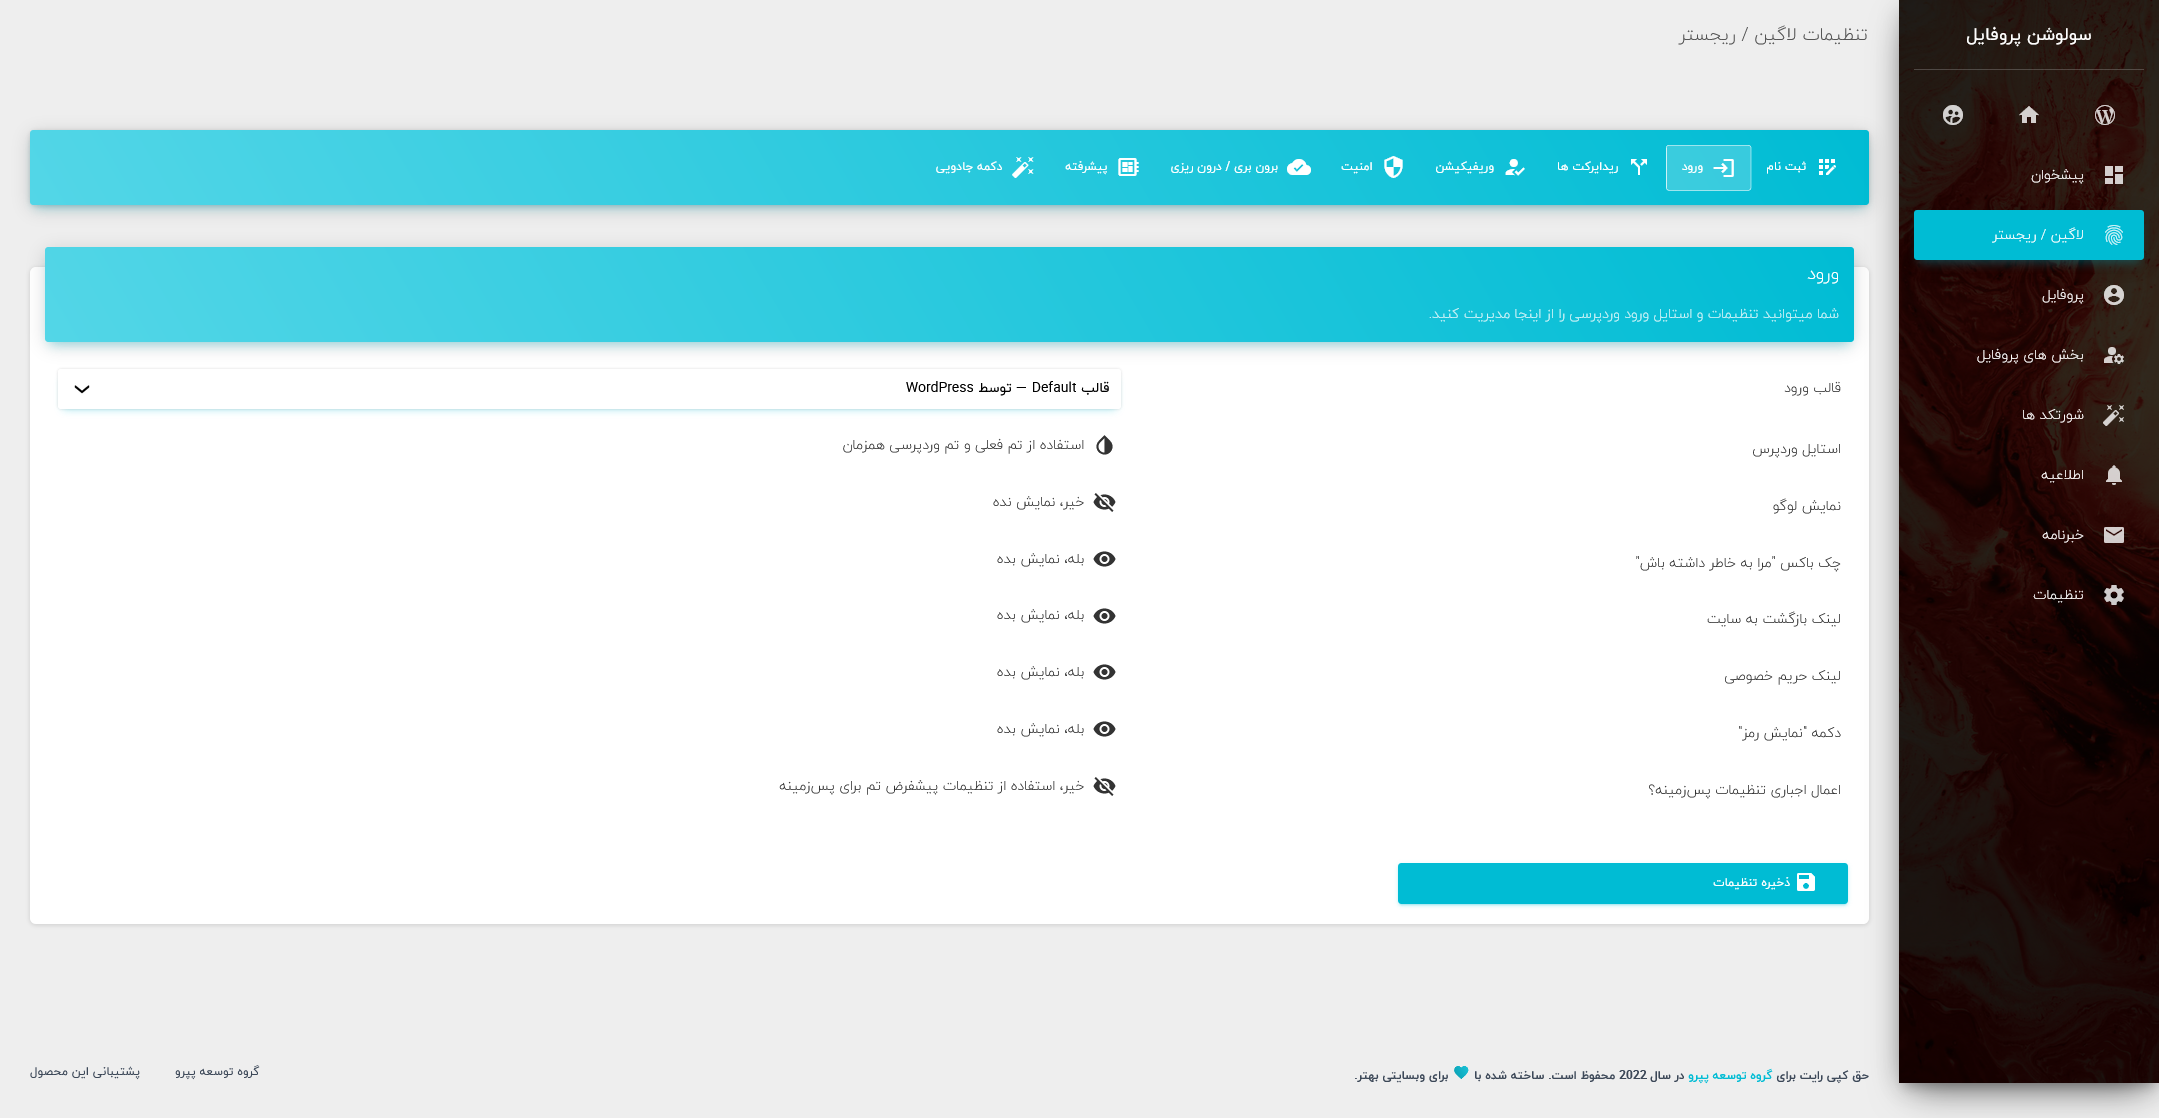 سولوشن پروفایل
پیشخوان
لاگین / ریجستر
پروفایل
بخش های پروفایل
شورتکد ها
اطلاعیه
خبرنامه
تنظیمات
تنظیمات لاگین / ریجستر
ثبت نام
ورود
ریدایرکت ها
وریفیکیشن
امنیت
برون بری / درون ریزی
پیشرفته
دکمه جادویی
ورود
شما میتوانید تنظیمات و استایل ورود وردپرسی را از اینجا مدیریت کنید.
قالب ورود
قالب Default — توسط WordPress
استایل وردپرس
استفاده از تم فعلی و تم وردپرسی همزمان
نمایش لوگو
خیر، نمایش نده
چک باکس "مرا به خاطر داشته باش"
بله، نمایش بده
لینک بازگشت به سایت
بله، نمایش بده
لینک حریم خصوصی
بله، نمایش بده
دکمه "نمایش رمز"
بله، نمایش بده
اعمال اجباری تنظیمات پس‌زمینه؟
خیر، استفاده از تنظیمات پیشفرض تم برای پس‌زمینه
ذخیره تنظیمات
حق کپی رایت برای گروه توسعه پپرو در سال 2022 محفوظ است. ساخته شده با برای وبسایتی بهتر.
گروه توسعه پپرو
پشتیبانی این محصول